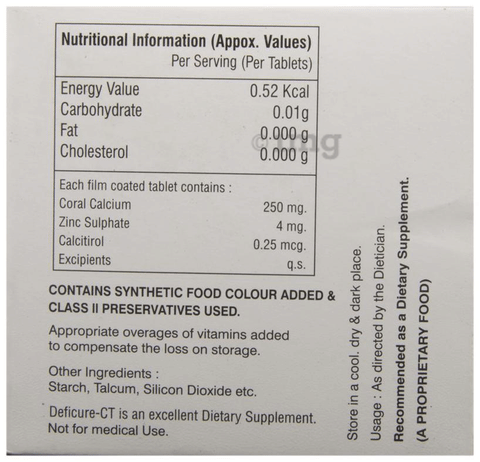 Nutritional Information (Appox. Values)
Per Serving (Per Tablets)
Energy Value 0.52 Kcal
Carbohydrate 0.01g
Fat 0.000 g
Cholesterol 0.000 g
Each film coated tablet contains :
Coral Calcium 250 mg.
Zinc Sulphate 4 mg.
Calcitirol 0.25 mcg.
Excipients q.s.
CONTAINS SYNTHETIC FOOD COLOUR ADDED &
CLASS II PRESERVATIVES USED.
Appropriate overages of vitamins added
to compensate the loss on storage.
Other Ingredients :
Starch, Talcum, Silicon Dioxide etc.
Deficure-CT is an excellent Dietary Supplement.
Not for medical Use.
Store in a cool. dry & dark place.
Usage : As directed by the Dietician.
Recommended as a Dietary Supplement.
(A PROPRIETARY FOOD)